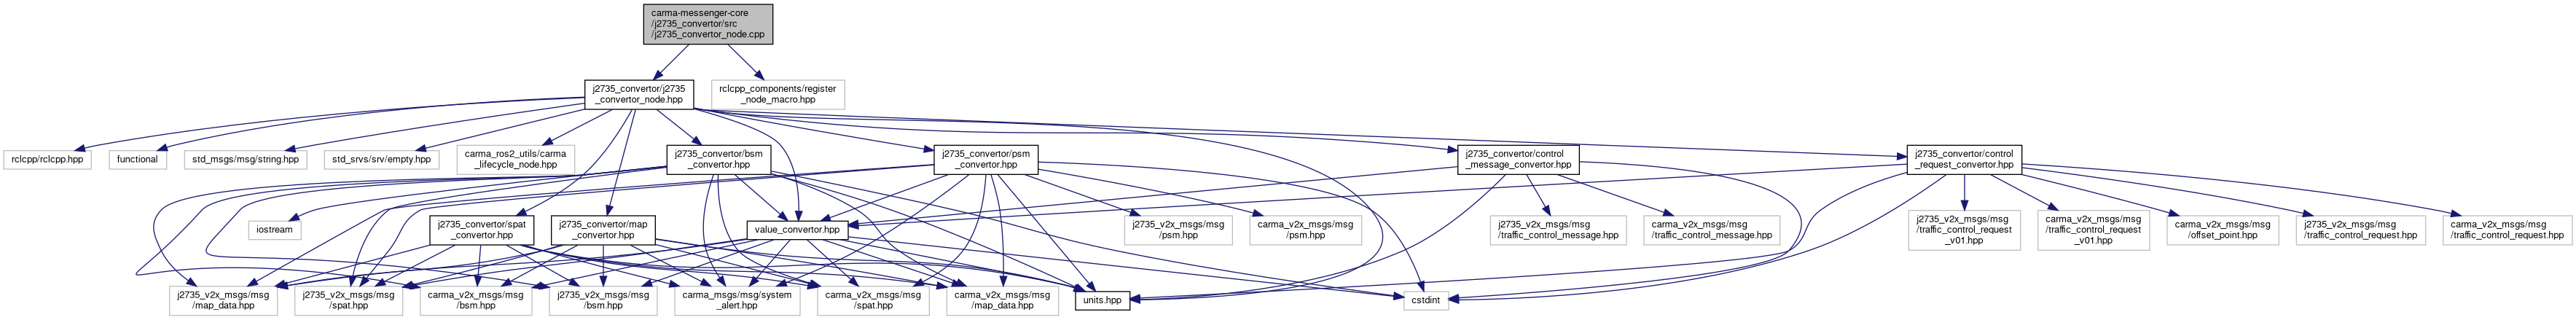 carma-messenger-core
/j2735_convertor/src
/j2735_convertor_node.cpp
j2735_convertor/j2735
_convertor_node.hpp
rclcpp_components/register
_node_macro.hpp
rclcpp/rclcpp.hpp
functional
std_msgs/msg/string.hpp
std_srvs/srv/empty.hpp
carma_ros2_utils/carma
_lifecycle_node.hpp
j2735_convertor/bsm
_convertor.hpp
j2735_convertor/psm
_convertor.hpp
j2735_convertor/control
_message_convertor.hpp
j2735_convertor/control
_request_convertor.hpp
iostream
j2735_convertor/spat
_convertor.hpp
j2735_convertor/map
_convertor.hpp
value_convertor.hpp
j2735_v2x_msgs/msg
/psm.hpp
carma_v2x_msgs/msg
/psm.hpp
j2735_v2x_msgs/msg
/traffic_control_message.hpp
carma_v2x_msgs/msg
/traffic_control_message.hpp
j2735_v2x_msgs/msg
/traffic_control_request
_v01.hpp
carma_v2x_msgs/msg
/traffic_control_request
_v01.hpp
carma_v2x_msgs/msg
/offset_point.hpp
j2735_v2x_msgs/msg
/traffic_control_request.hpp
carma_v2x_msgs/msg
/traffic_control_request.hpp
j2735_v2x_msgs/msg
/map_data.hpp
j2735_v2x_msgs/msg
/spat.hpp
carma_v2x_msgs/msg
/bsm.hpp
j2735_v2x_msgs/msg
/bsm.hpp
carma_msgs/msg/system
_alert.hpp
carma_v2x_msgs/msg
/spat.hpp
carma_v2x_msgs/msg
/map_data.hpp
units.hpp
cstdint